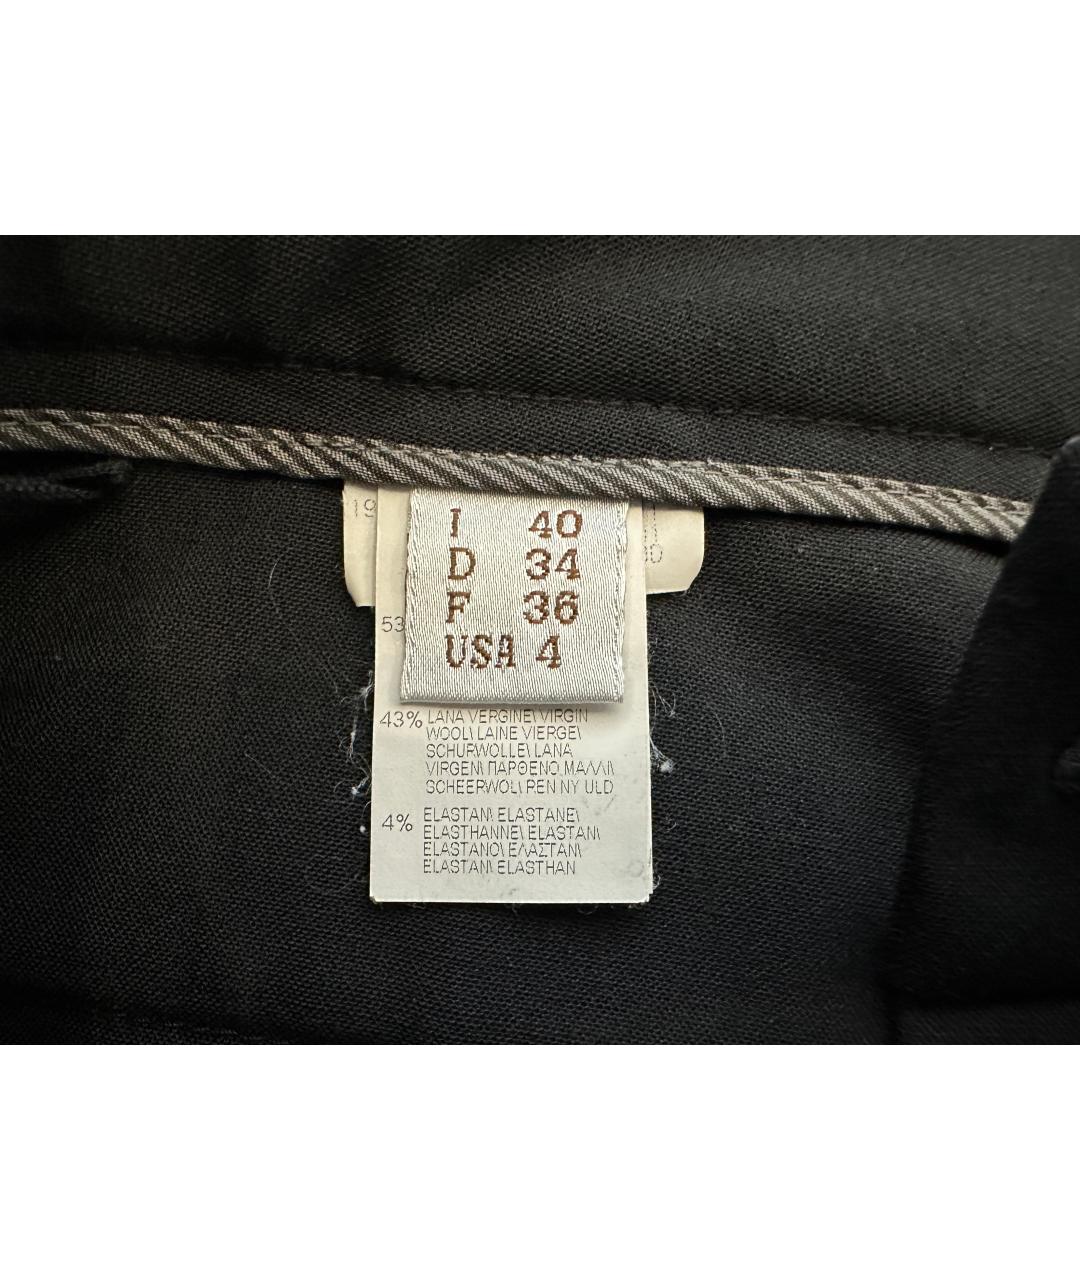 I 40
D 34
F 36
USA 4
19
53
43% LANA VERGINE\ VIRGIN
WOOL\ LAINE VIERGE\
SCHURWOLLE\ LANA
VIRGEN\ ΠΑΡΘΕΝΟ ΜΑΛΛΙ\
SCHEERWOL\ REN NY ULD
4% ELASTAN\ ELASTANE\
ELASTHANNE\ ELASTAN\
ELASTANO\ ΕΛΑΣΤΑΝ\
ELASTAN\ ELASTHAN